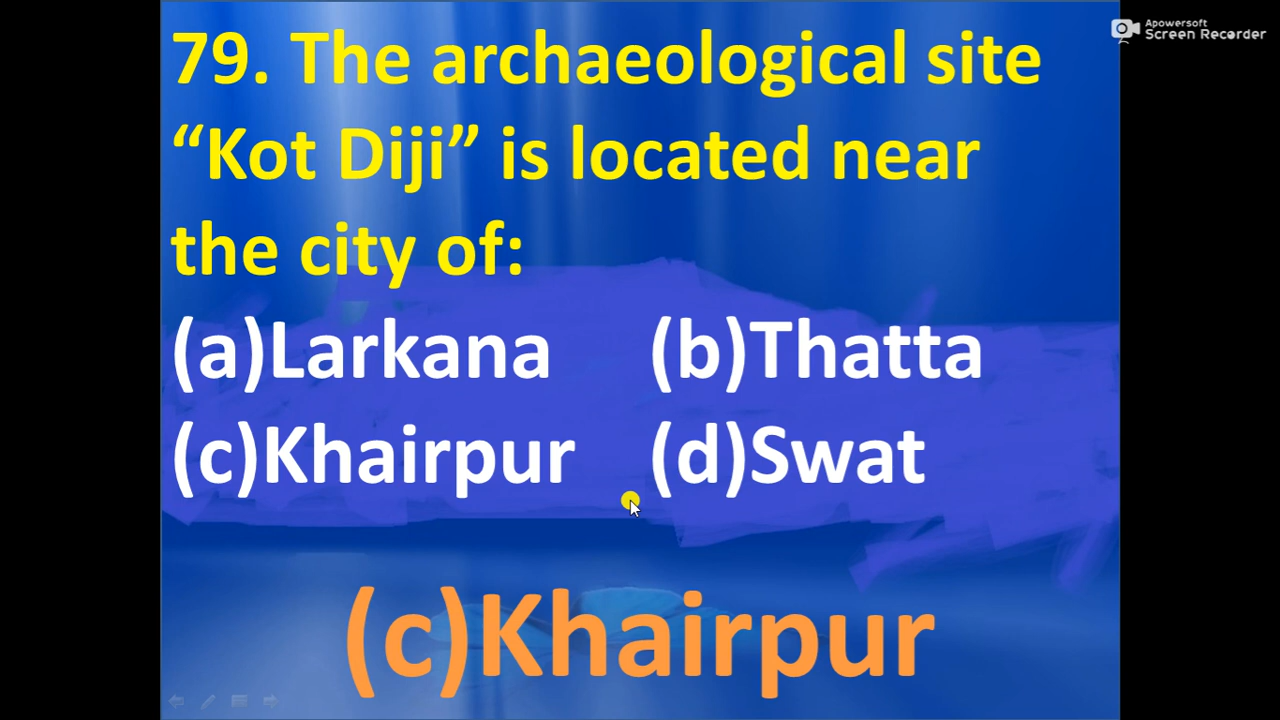 Apowersoft
Screen Recorder
79. The archaeological site
“Kot Diji” is located near
the city of:
(a)Larkana (b)Thatta
(c)Khairpur (d)Swat
(c)Khairpur